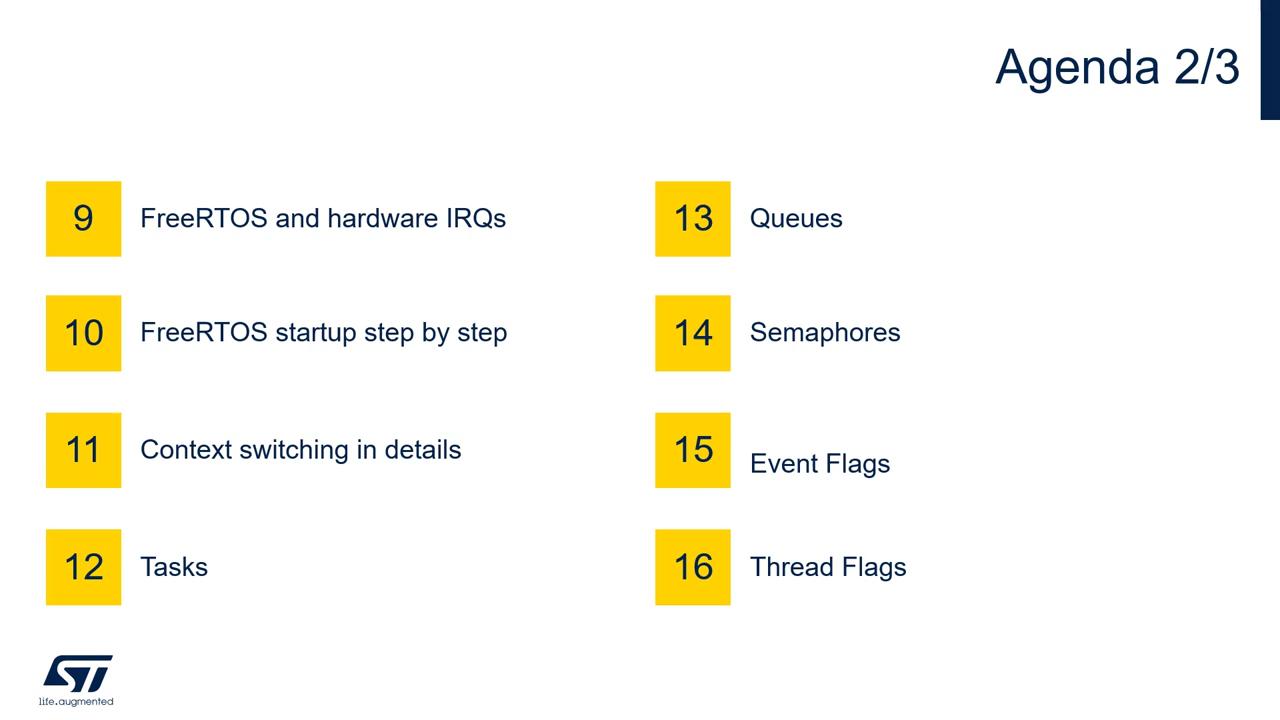 Agenda 2/3
9 FreeRTOS and hardware IRQs
10 FreeRTOS startup step by step
11 Context switching in details
12 Tasks
13 Queues
14 Semaphores
15 Event Flags
16 Thread Flags
ST
life.augmented